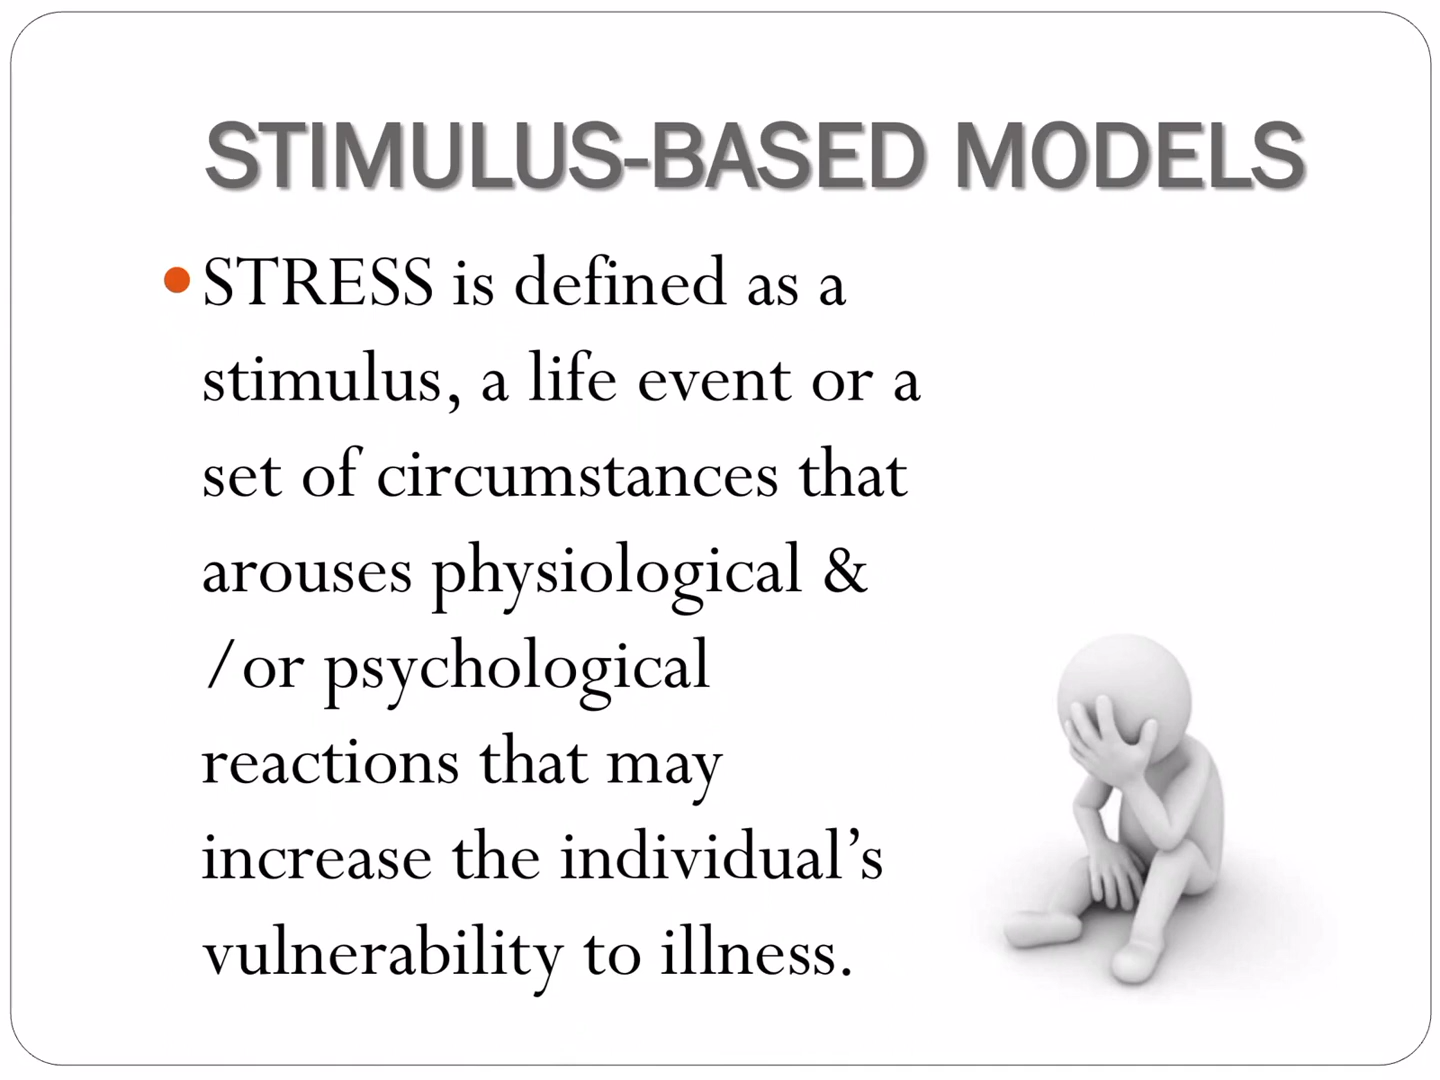 STIMULUS-BASED MODELS
STRESS is defined as a
stimulus, a life event or a
set of circumstances that
arouses physiological &
/or psychological
reactions that may
increase the individual’s
vulnerability to illness.